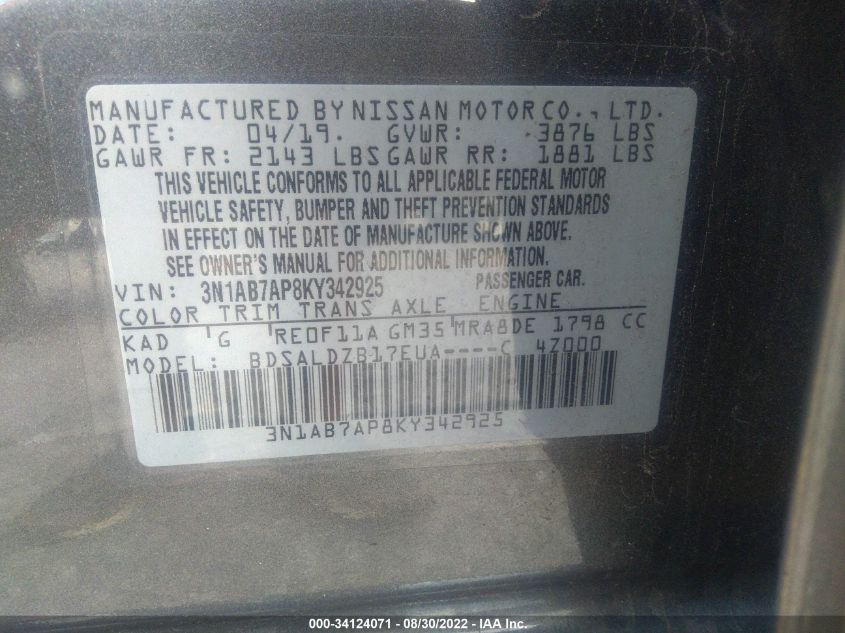 MANUFACTURED BY NISSAN MOTOR CO., LTD.
DATE: 04/19. GVWR: 3876 LBS
GAWR FR: 2143 LBS GAWR RR: 1881 LBS
THIS VEHICLE CONFORMS TO ALL APPLICABLE FEDERAL MOTOR
VEHICLE SAFETY, BUMPER AND THEFT PREVENTION STANDARDS
IN EFFECT ON THE DATE OF MANUFACTURE SHOWN ABOVE.
SEE OWNER'S MANUAL FOR ADDITIONAL INFORMATION.
VIN: 3N1AB7AP8KY342925 PASSENGER CAR.
COLOR TRIM TRANS AXLE ENGINE
KAD G RE0F11A GM35 MRA8DE 1798 CC
MODEL: BDSALDZB17EUA----C 4Z000
3N1AB7AP8KY342925
000-34124071 - 08/30/2022 - IAA Inc.